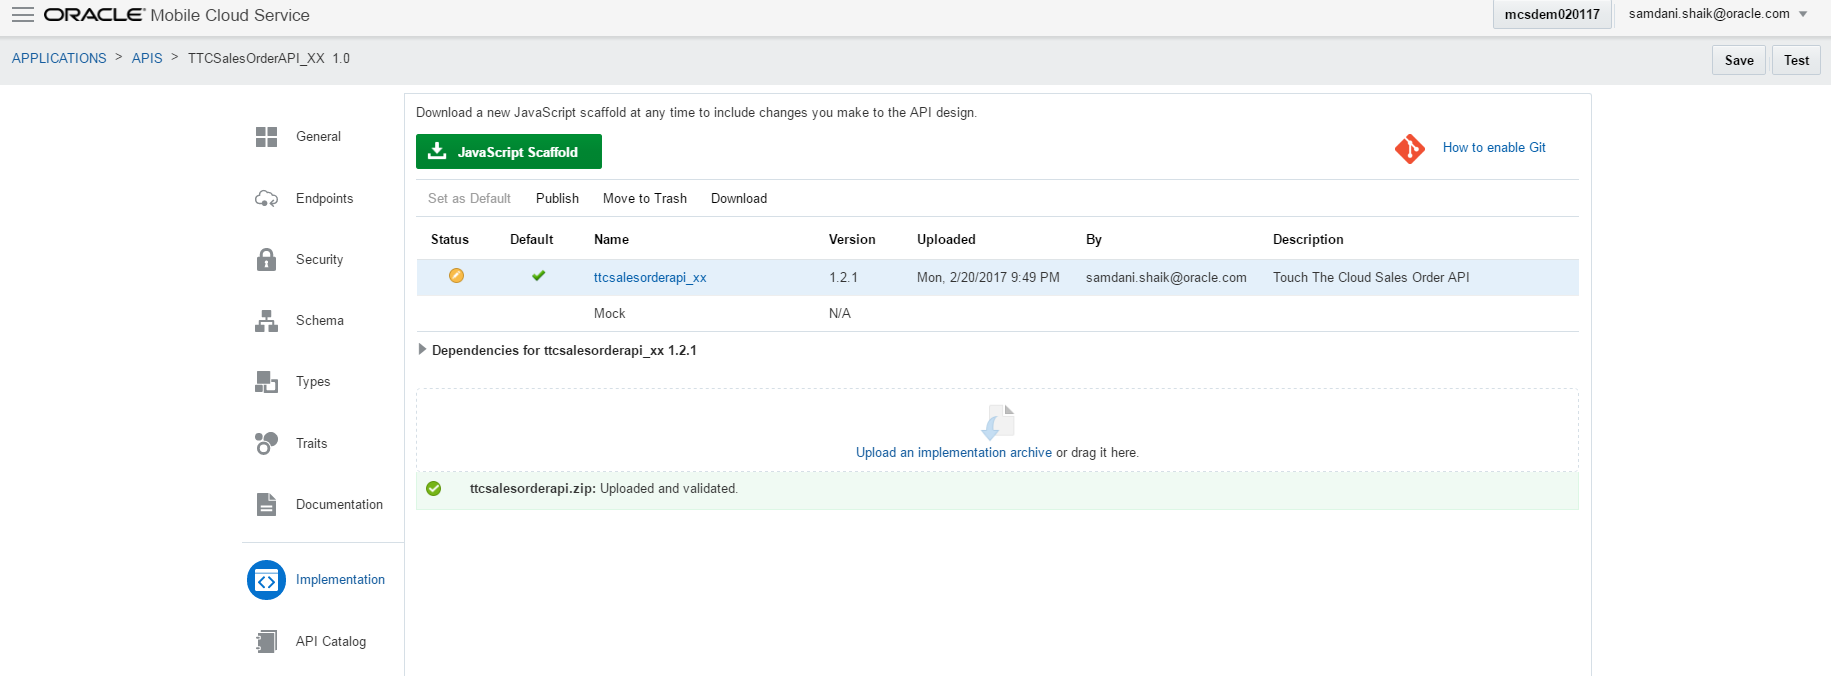 ORACLE Mobile Cloud Service
mcsdem020117
samdani.shaik@oracle.com
APPLICATIONS > APIS > TTCSalesOrderAPI_XX 1.0
Save
Test
General
Endpoints
Security
Schema
Types
Traits
Documentation
Implementation
API Catalog
Download a new JavaScript scaffold at any time to include changes you make to the API design.
JavaScript Scaffold
How to enable Git
Set as Default Publish Move to Trash Download
Status Default Name Version Uploaded By Description
ttcsalesorderapi_xx 1.2.1 Mon, 2/20/2017 9:49 PM samdani.shaik@oracle.com Touch The Cloud Sales Order API
Mock N/A
Dependencies for ttcsalesorderapi_xx 1.2.1
Upload an implementation archive or drag it here.
ttcsalesorderapi.zip: Uploaded and validated.